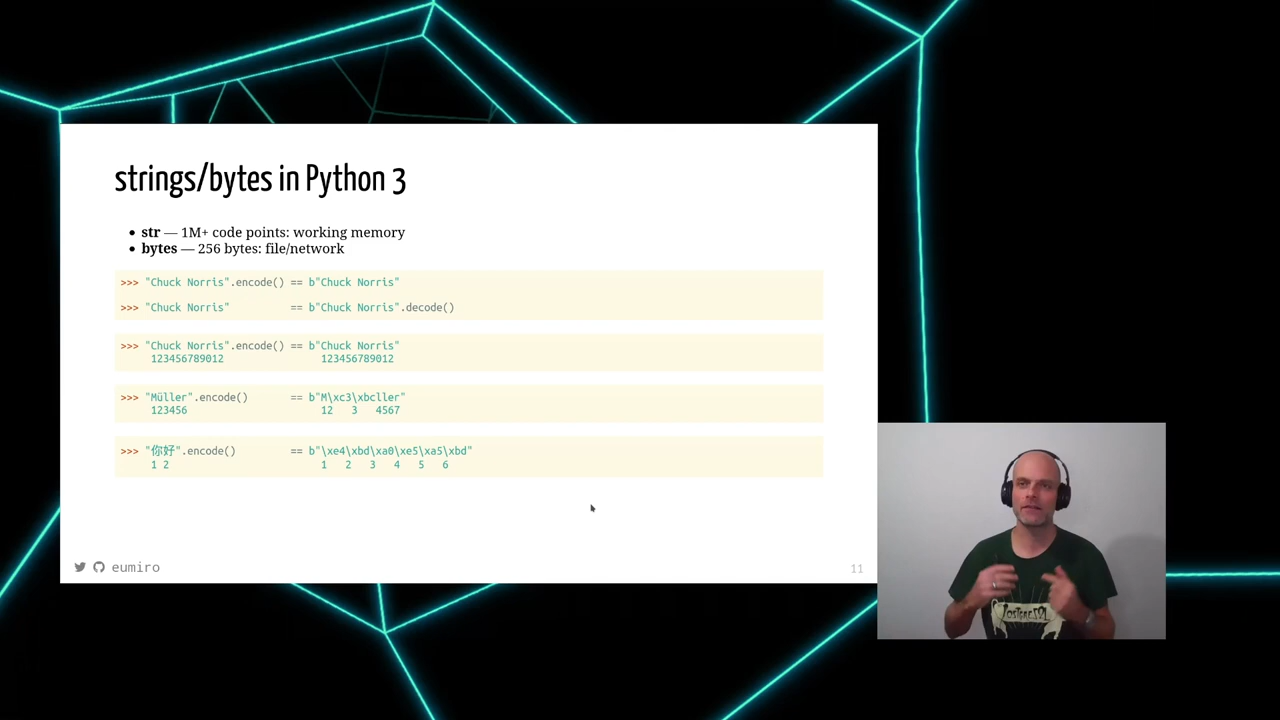 strings/bytes in Python 3
• str — 1M+ code points: working memory
• bytes — 256 bytes: file/network
>>> "Chuck Norris".encode() == b"Chuck Norris"
>>> "Chuck Norris"          == b"Chuck Norris".decode()
>>> "Chuck Norris".encode() == b"Chuck Norris"
     123456789012                123456789012
>>> "Müller".encode()       == b"M\xc3\xbcller"
     123456                      12   3   4567
>>> "你好".encode()         == b"\xe4\xbd\xa0\xe5\xa5\xbd"
     1 2                         1   2   3   4   5   6
eumiro
11